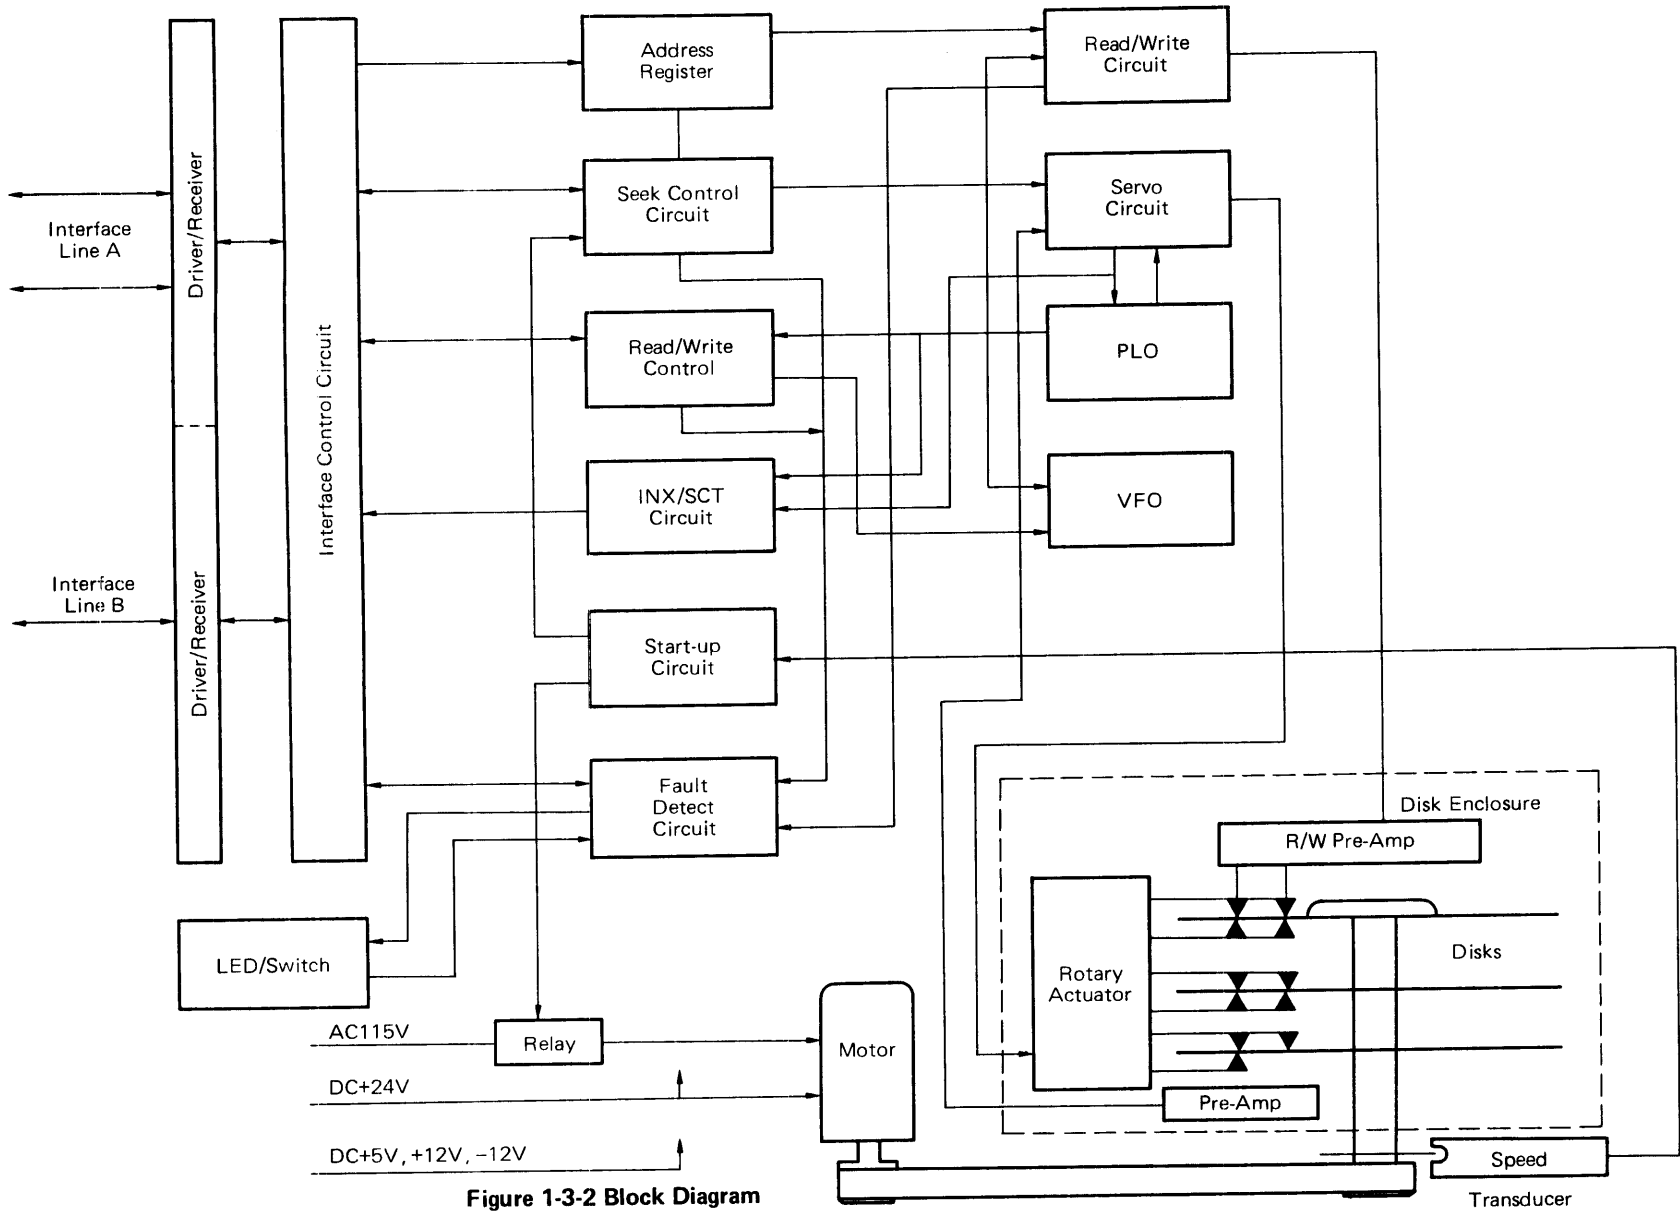 Address
Register
Read/Write
Circuit
Driver/Receiver
Interface
Line A
Seek Control
Circuit
Servo
Circuit
Interface Control Circuit
Read/Write
Control
PLO
INX/SCT
Circuit
VFO
Interface
Line B
Driver/Receiver
Start-up
Circuit
Fault
Detect
Circuit
Disk Enclosure
R/W Pre-Amp
LED/Switch
Disks
Rotary
Actuator
AC115V
Relay
Motor
DC+24V
Pre-Amp
DC+5V, +12V, −12V
Speed
Transducer
Figure 1-3-2 Block Diagram